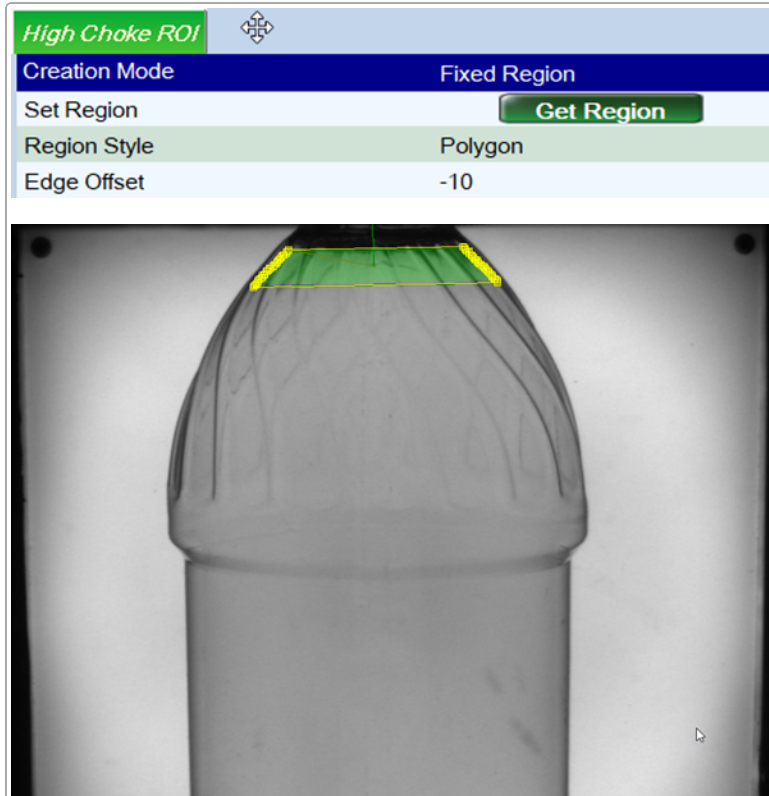 High Choke ROI
Creation Mode Fixed Region
Set Region Get Region
Region Style Polygon
Edge Offset -10